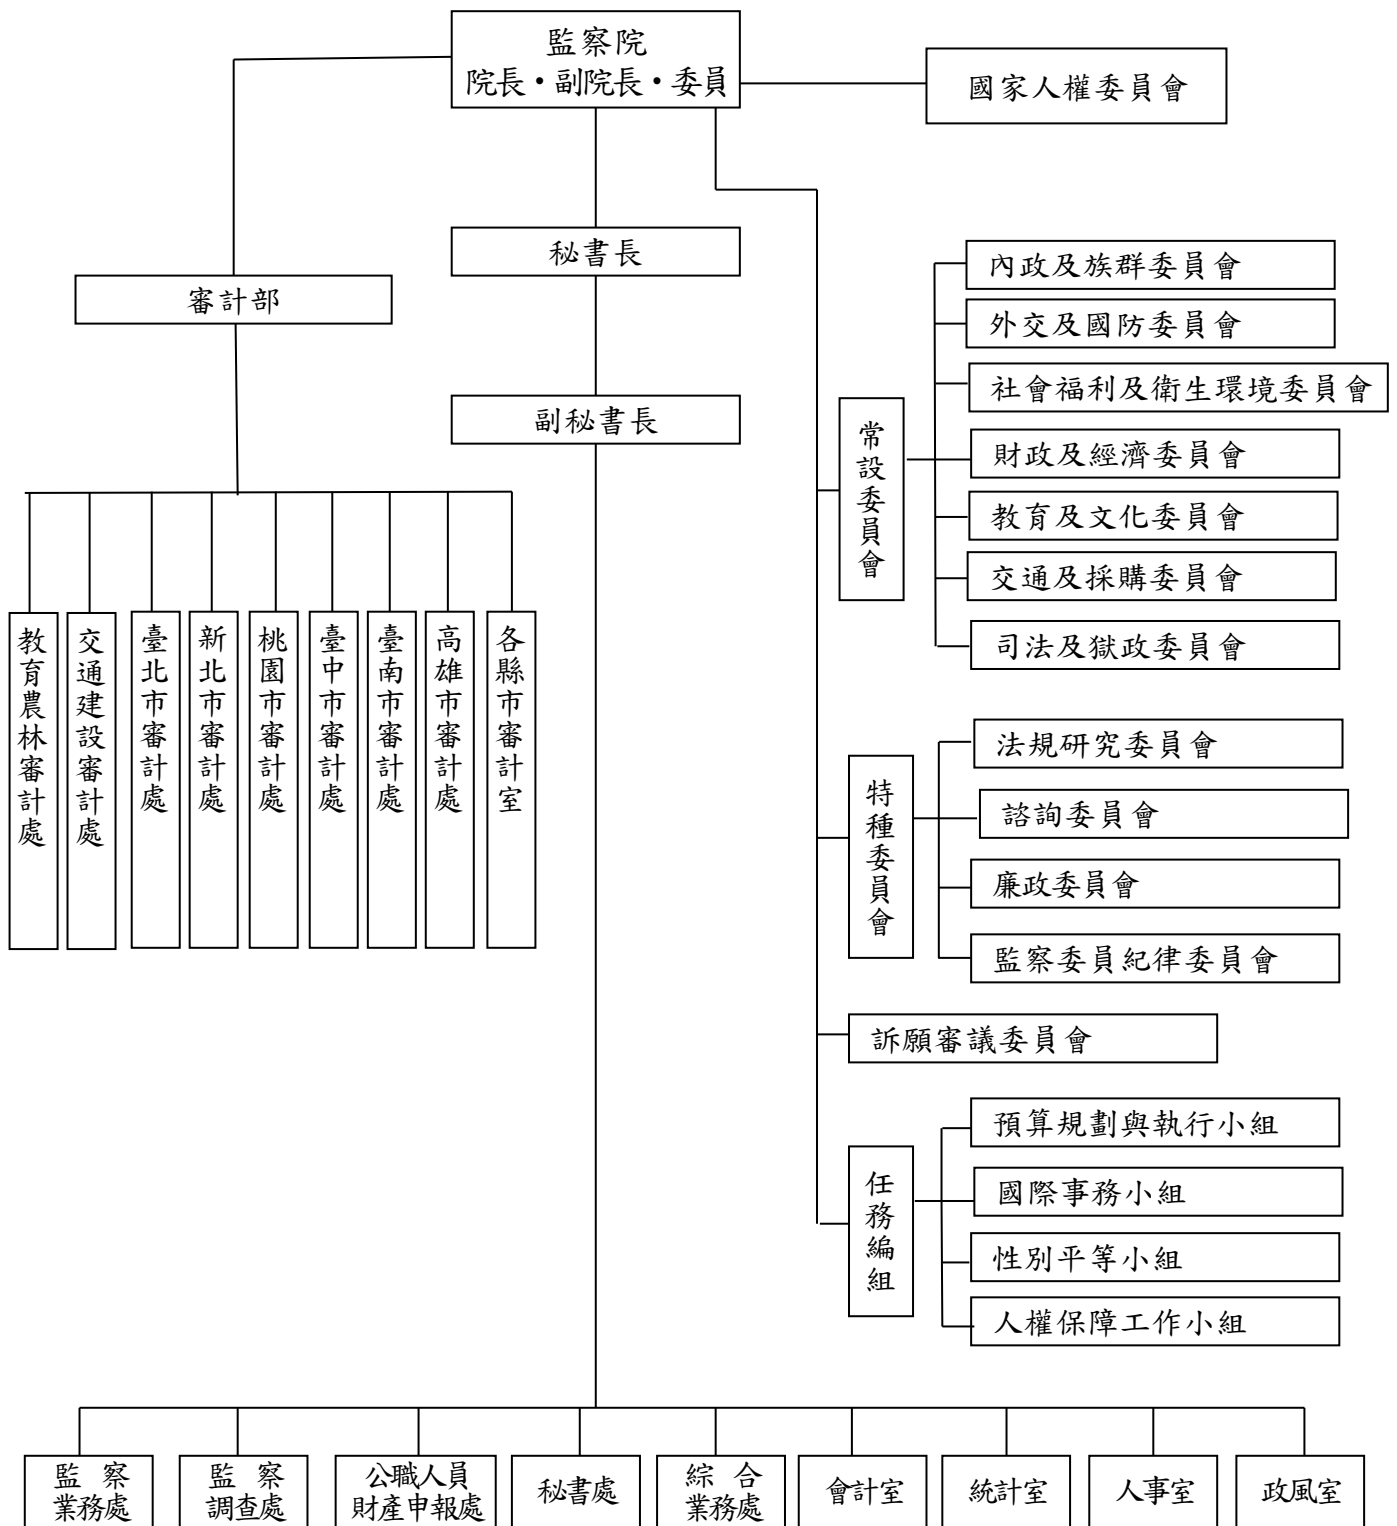 監察院
院長・副院長・委員
國家人權委員會
秘書長
審計部
副秘書長
教育農林審計處
交通建設審計處
臺北市審計處
新北市審計處
桃園市審計處
臺中市審計處
臺南市審計處
高雄市審計處
各縣市審計室
常設委員會
內政及族群委員會
外交及國防委員會
社會福利及衛生環境委員會
財政及經濟委員會
教育及文化委員會
交通及採購委員會
司法及獄政委員會
特種委員會
法規研究委員會
諮詢委員會
廉政委員會
監察委員紀律委員會
訴願審議委員會
任務編組
預算規劃與執行小組
國際事務小組
性別平等小組
人權保障工作小組
監察
業務處
監察
調查處
公職人員
財產申報處
秘書處
綜合
業務處
會計室
統計室
人事室
政風室